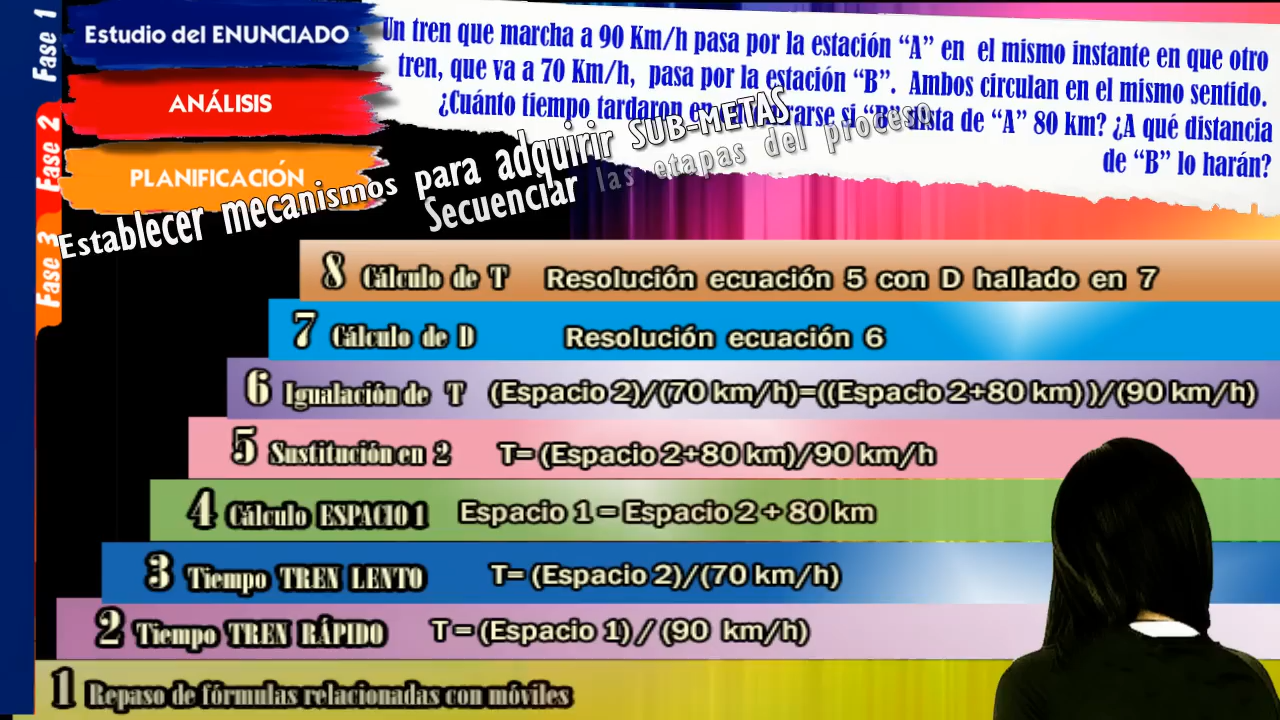 Fase 1
Estudio del ENUNCIADO
Fase 2
ANÁLISIS
Fase 3
PLANIFICACIÓN
Un tren que marcha a 90 Km/h pasa por la estación “A” en el mismo instante en que otro
tren, que va a 70 Km/h, pasa por la estación “B”. Ambos circulan en el mismo sentido.
¿Cuánto tiempo tardaron en si “B” dista de “A” 80 km? ¿A qué distancia
de “B” lo harán?
Establecer mecanismos para adquirir SUB-METAS
Secuenciar las etapas del proceso
8 Cálculo de T Resolución ecuación 5 con D hallado en 7
7 Cálculo de D Resolución ecuación 6
6 Igualación de T (Espacio 2)/(70 km/h)=((Espacio 2+80 km) )/(90 km/h)
5 Sustitución en 2 T= (Espacio 2+80 km)/90 km/h
4 Cálculo ESPACIO 1 Espacio 1 = Espacio 2 + 80 km
3 Tiempo TREN LENTO T= (Espacio 2)/(70 km/h)
2 Tiempo TREN RÁPIDO T = (Espacio 1) / (90 km/h)
1 Repaso de fórmulas relacionadas con móviles